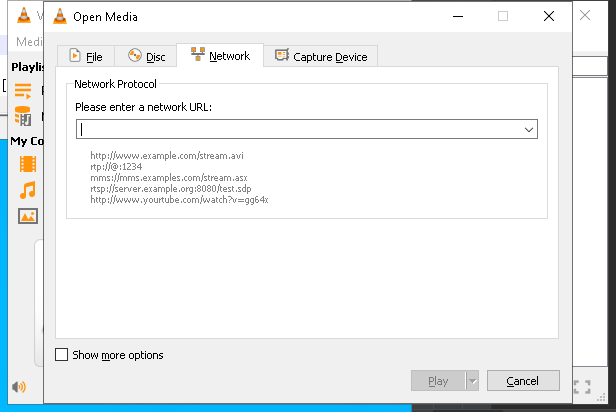 Open Media
Medi
File
Disc
Network
Capture Device
Playlis
Network Protocol
Please enter a network URL:
http://www.example.com/stream.avi
rtp://@:1234
mms://mms.examples.com/stream.asx
rtsp://server.example.org:8080/test.sdp
http://www.yourtube.com/watch?v=gg64x
My Co
Show more options
Play
Cancel